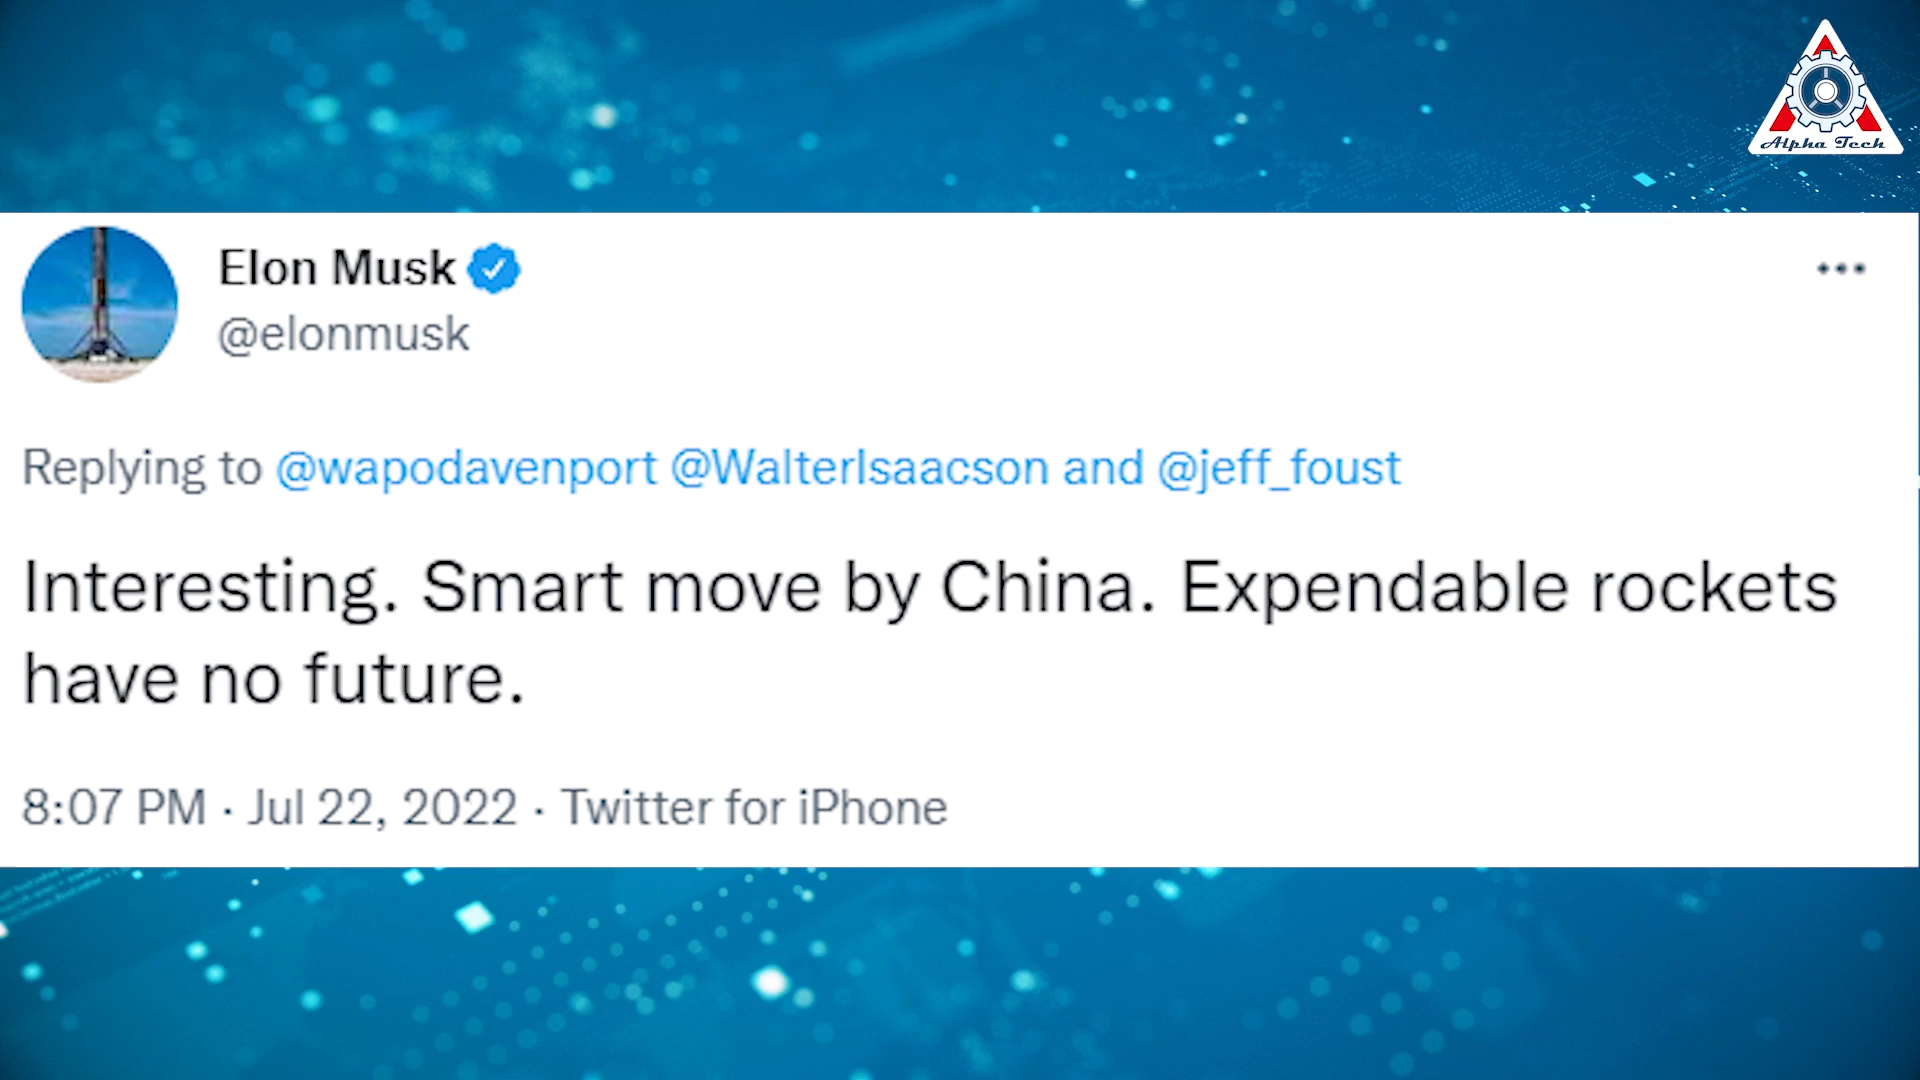 Alpha Tech
Elon Musk
@elonmusk
Replying to @wapodavenport @WalterIsaacson and @jeff_foust
Interesting. Smart move by China. Expendable rockets
have no future.
8:07 PM · Jul 22, 2022 · Twitter for iPhone